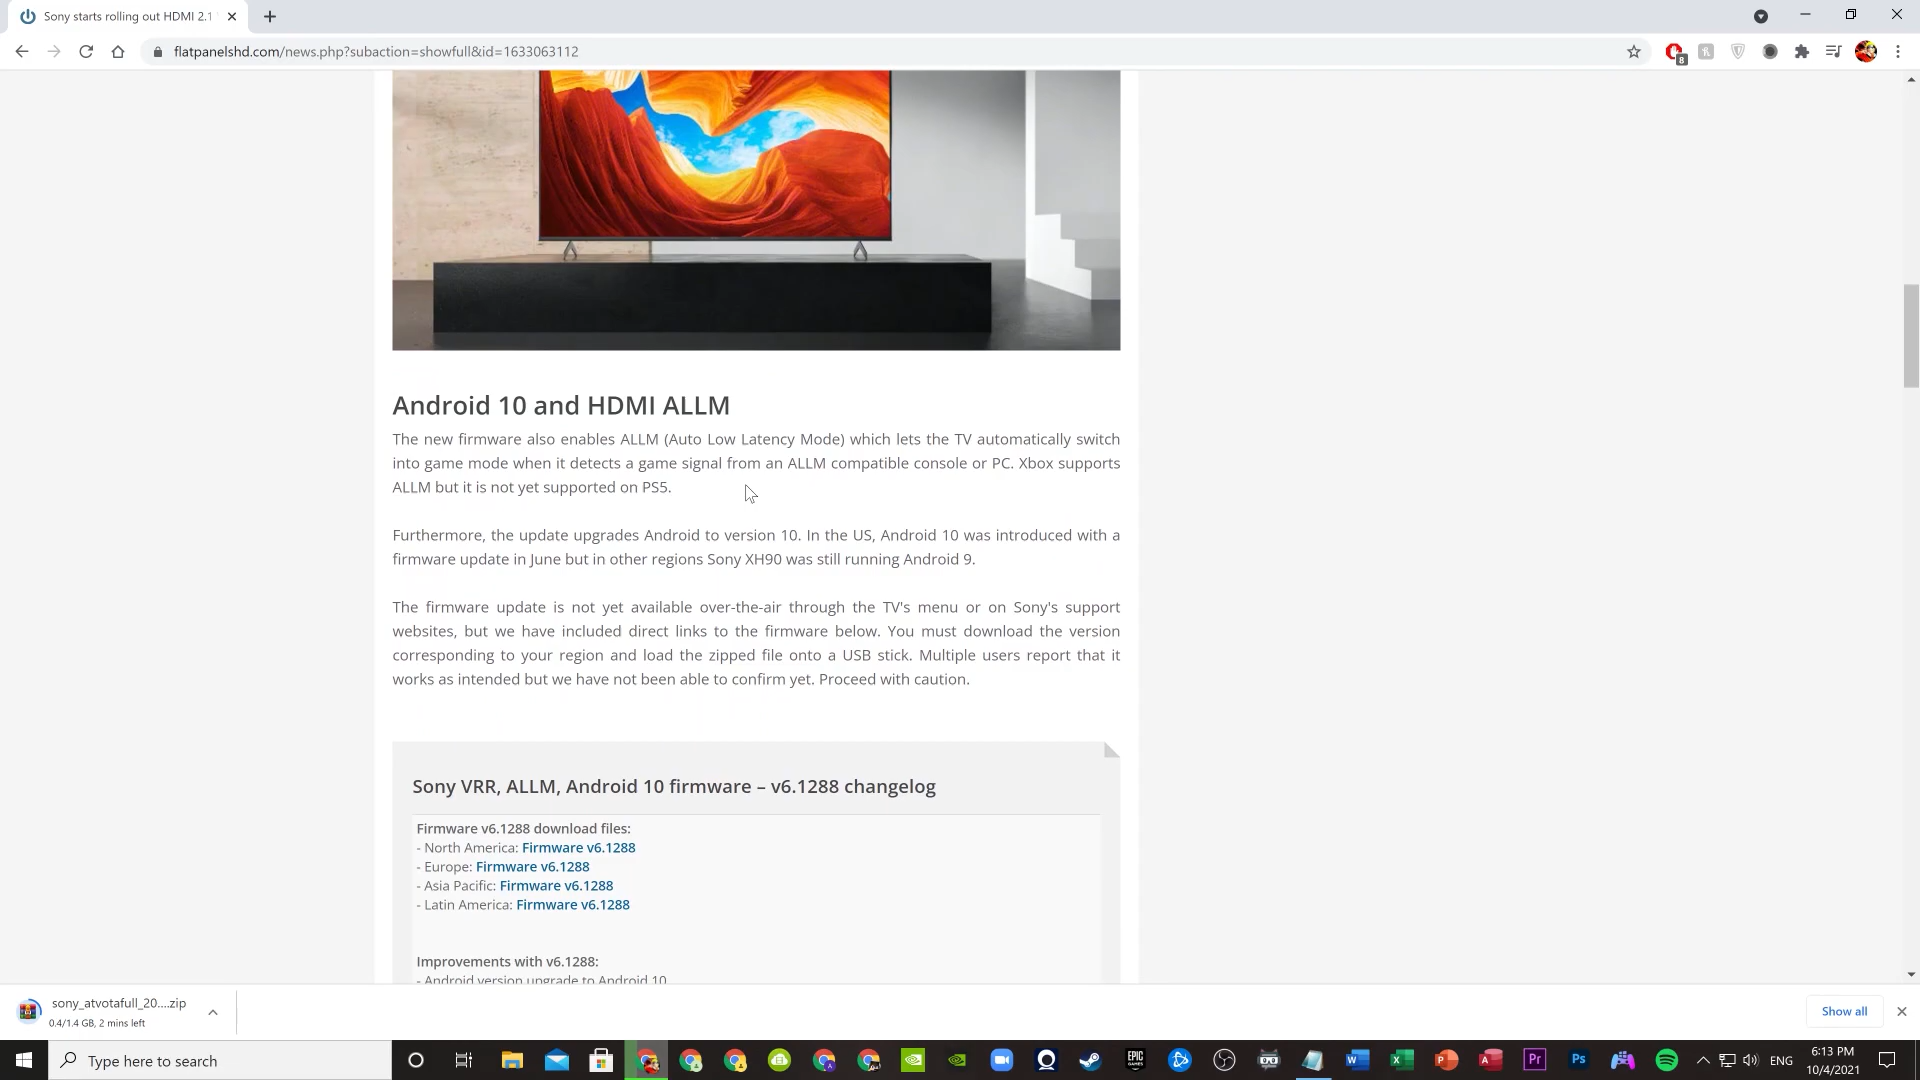 Sony starts rolling out HDMI 2.1
flatpanelshd.com/news.php?subaction=showfull&id=1633063112
8
Android 10 and HDMI ALLM
The new firmware also enables ALLM (Auto Low Latency Mode) which lets the TV automatically switch
into game mode when it detects a game signal from an ALLM compatible console or PC. Xbox supports
ALLM but it is not yet supported on PS5.
Furthermore, the update upgrades Android to version 10. In the US, Android 10 was introduced with a
firmware update in June but in other regions Sony XH90 was still running Android 9.
The firmware update is not yet available over-the-air through the TV's menu or on Sony's support
websites, but we have included direct links to the firmware below. You must download the version
corresponding to your region and load the zipped file onto a USB stick. Multiple users report that it
works as intended but we have not been able to confirm yet. Proceed with caution.
Sony VRR, ALLM, Android 10 firmware – v6.1288 changelog
Firmware v6.1288 download files:
- North America: Firmware v6.1288
- Europe: Firmware v6.1288
- Asia Pacific: Firmware v6.1288
- Latin America: Firmware v6.1288
Improvements with v6.1288:
- Android version upgrade to Android 10
sony_atvotafull_20....zip
0.4/1.4 GB, 2 mins left
Show all
Type here to search
EPIC GAMES
Pr
Ps
ENG
6:13 PM
10/4/2021